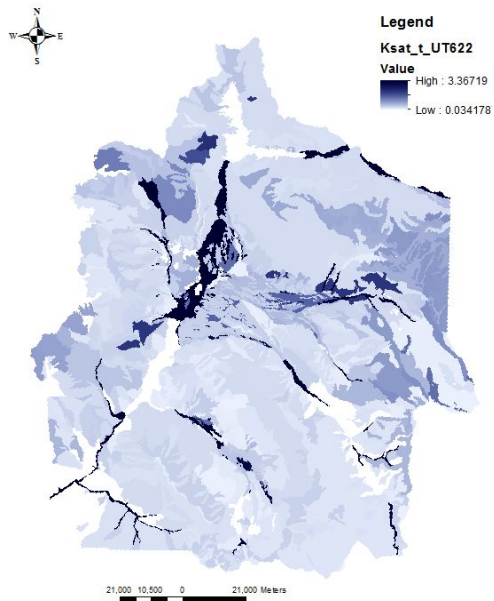 N
W E
S
Legend
Ksat_t_UT622
Value
High : 3.36719
Low : 0.034178
21,000 10,500 0 21,000 Meters